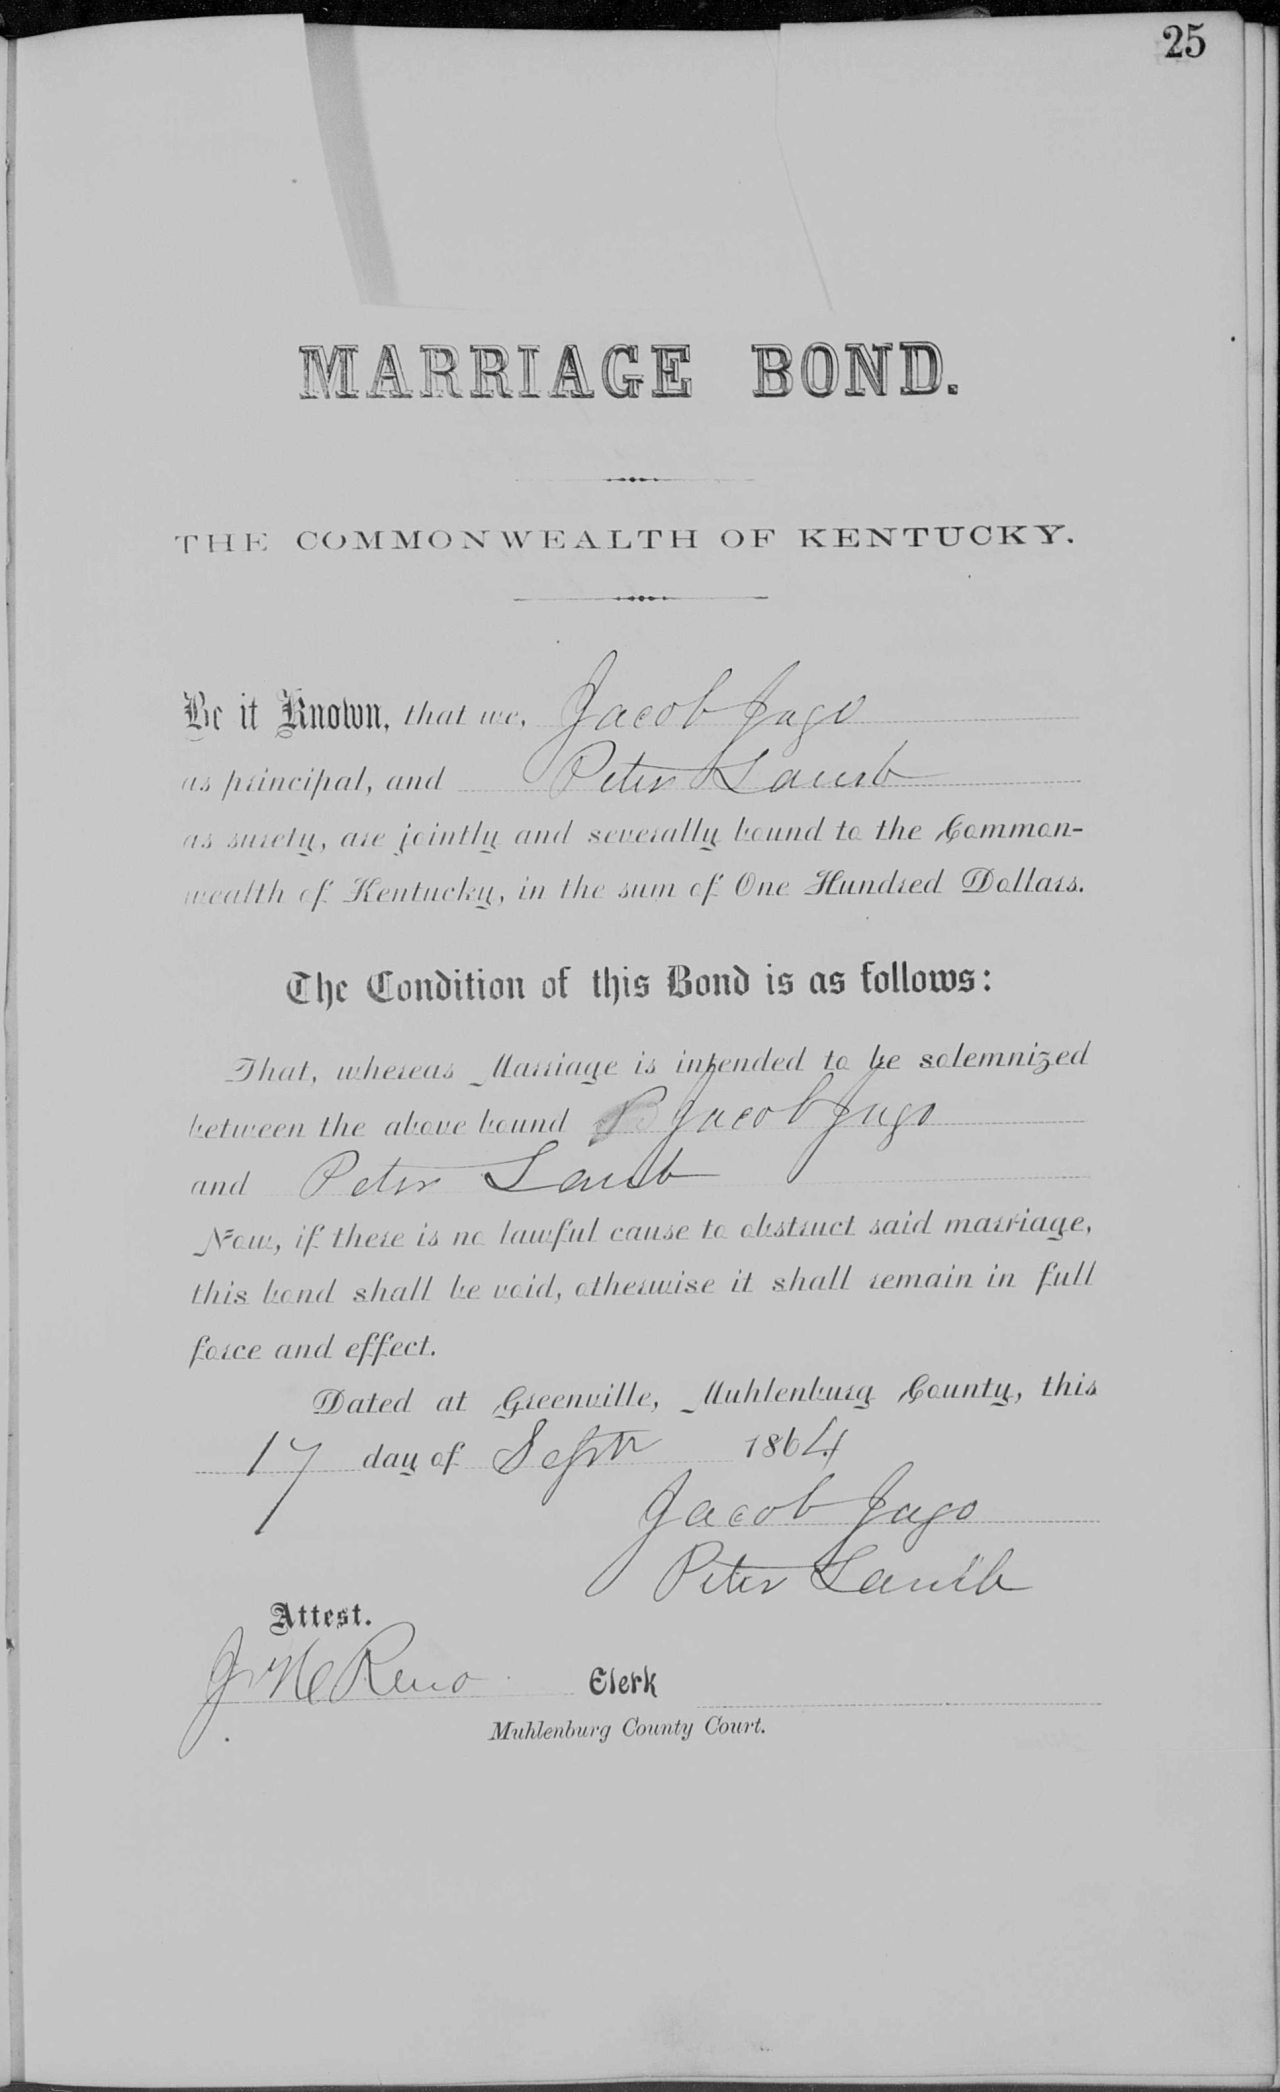 25
MARRIAGE BOND.
THE COMMONWEALTH OF KENTUCKY.
Be it Known, that we, Jacob Jago
as principal, and Peter Laub
as surety, are jointly and severally bound to the Common-
wealth of Kentucky, in the sum of One Hundred Dollars.
The Condition of this Bond is as follows:
That, whereas Marriage is intended to be solemnized
between the above bound Jacob Jago
and Peter Laub
Now, if there is no lawful cause to obstruct said marriage,
this bond shall be void, otherwise it shall remain in full
force and effect.
Dated at Greenville, Muhlenburg County, this
17 day of Septr 1864
Jacob Jago
Peter Laub
Attest.
Reno Clerk
Muhlenburg County Court.